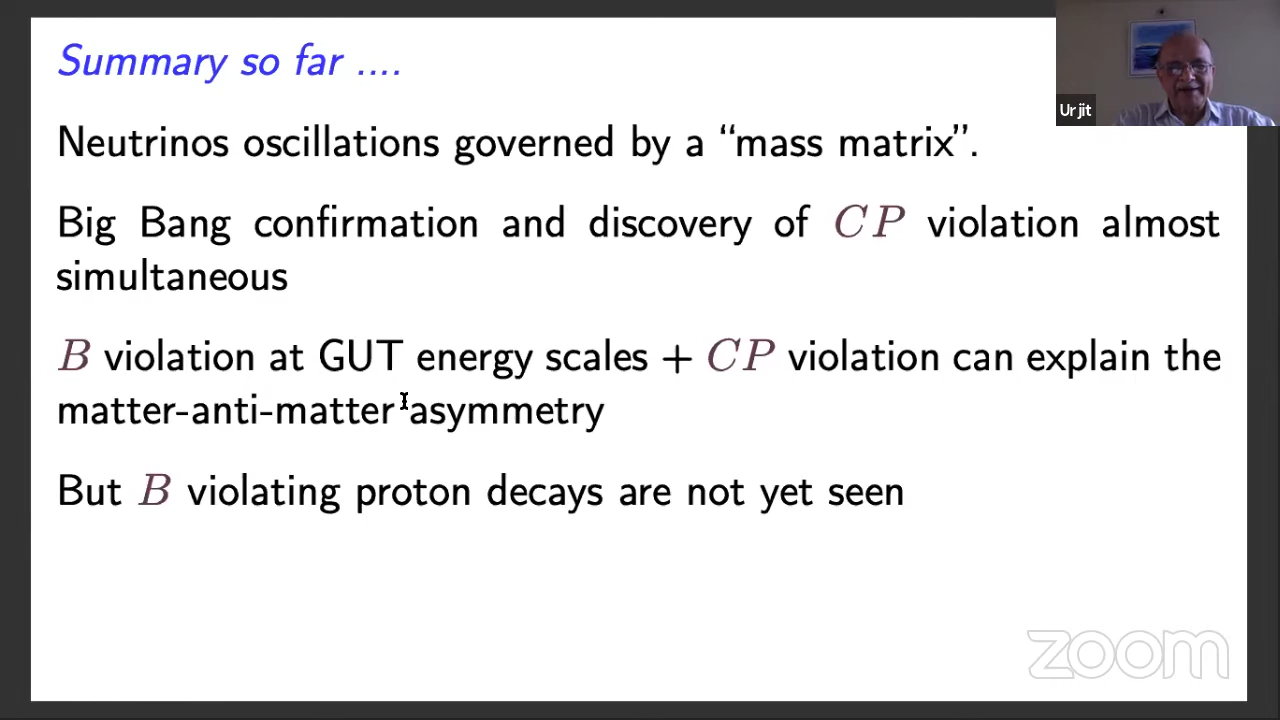 Summary so far ....
Urjit
Neutrinos oscillations governed by a “mass matrix”.
Big Bang confirmation and discovery of CP violation almost
simultaneous
B violation at GUT energy scales + CP violation can explain the
matter-anti-matter asymmetry
But B violating proton decays are not yet seen
zoom